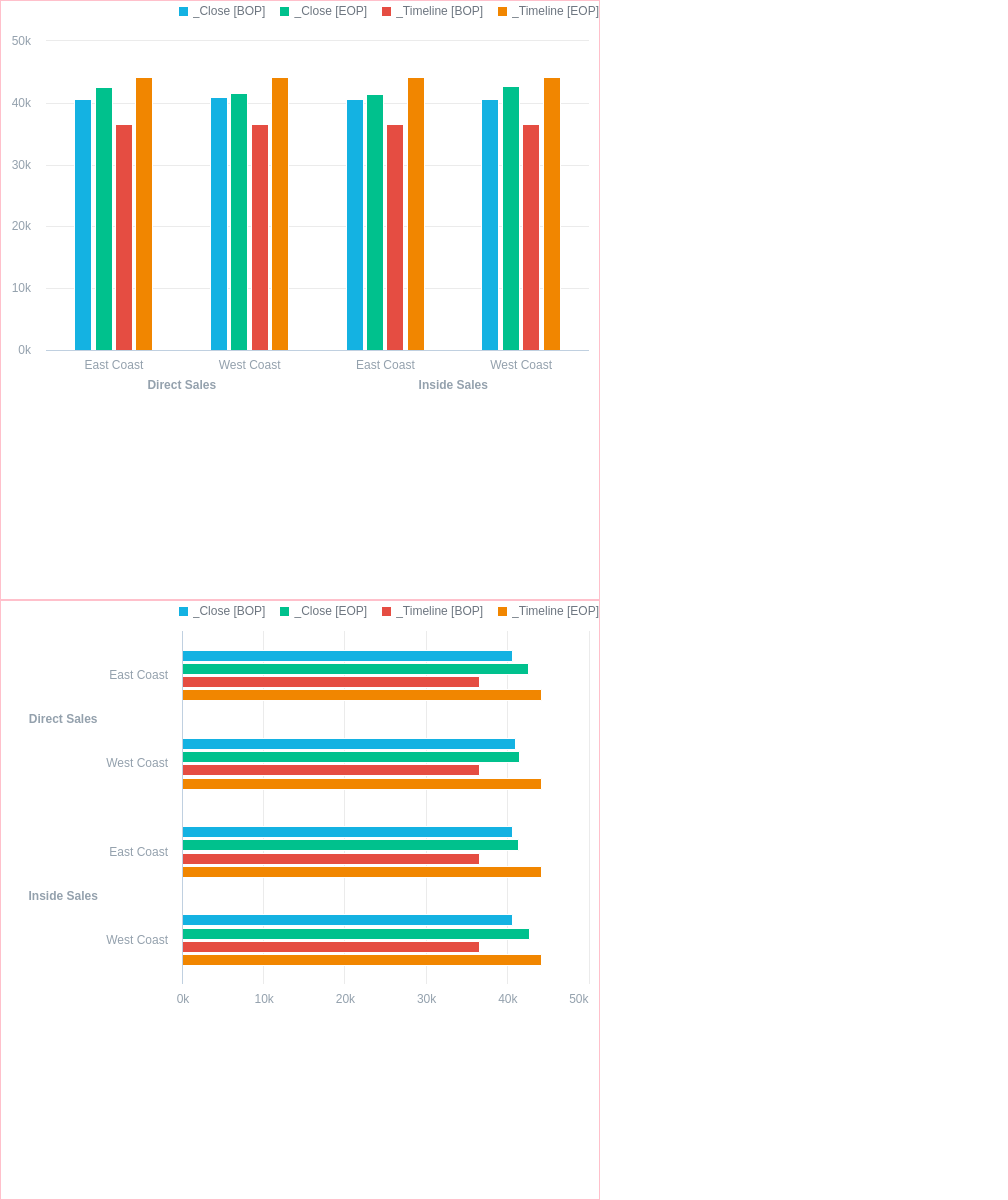 _Close [BOP] _Close [EOP] _Timeline [BOP] _Timeline [EOP]
50k
40k
30k
20k
10k
0k
East Coast West Coast East Coast West Coast
Direct Sales Inside Sales
_Close [BOP] _Close [EOP] _Timeline [BOP] _Timeline [EOP]
East Coast
Direct Sales
West Coast
East Coast
Inside Sales
West Coast
0k 10k 20k 30k 40k 50k